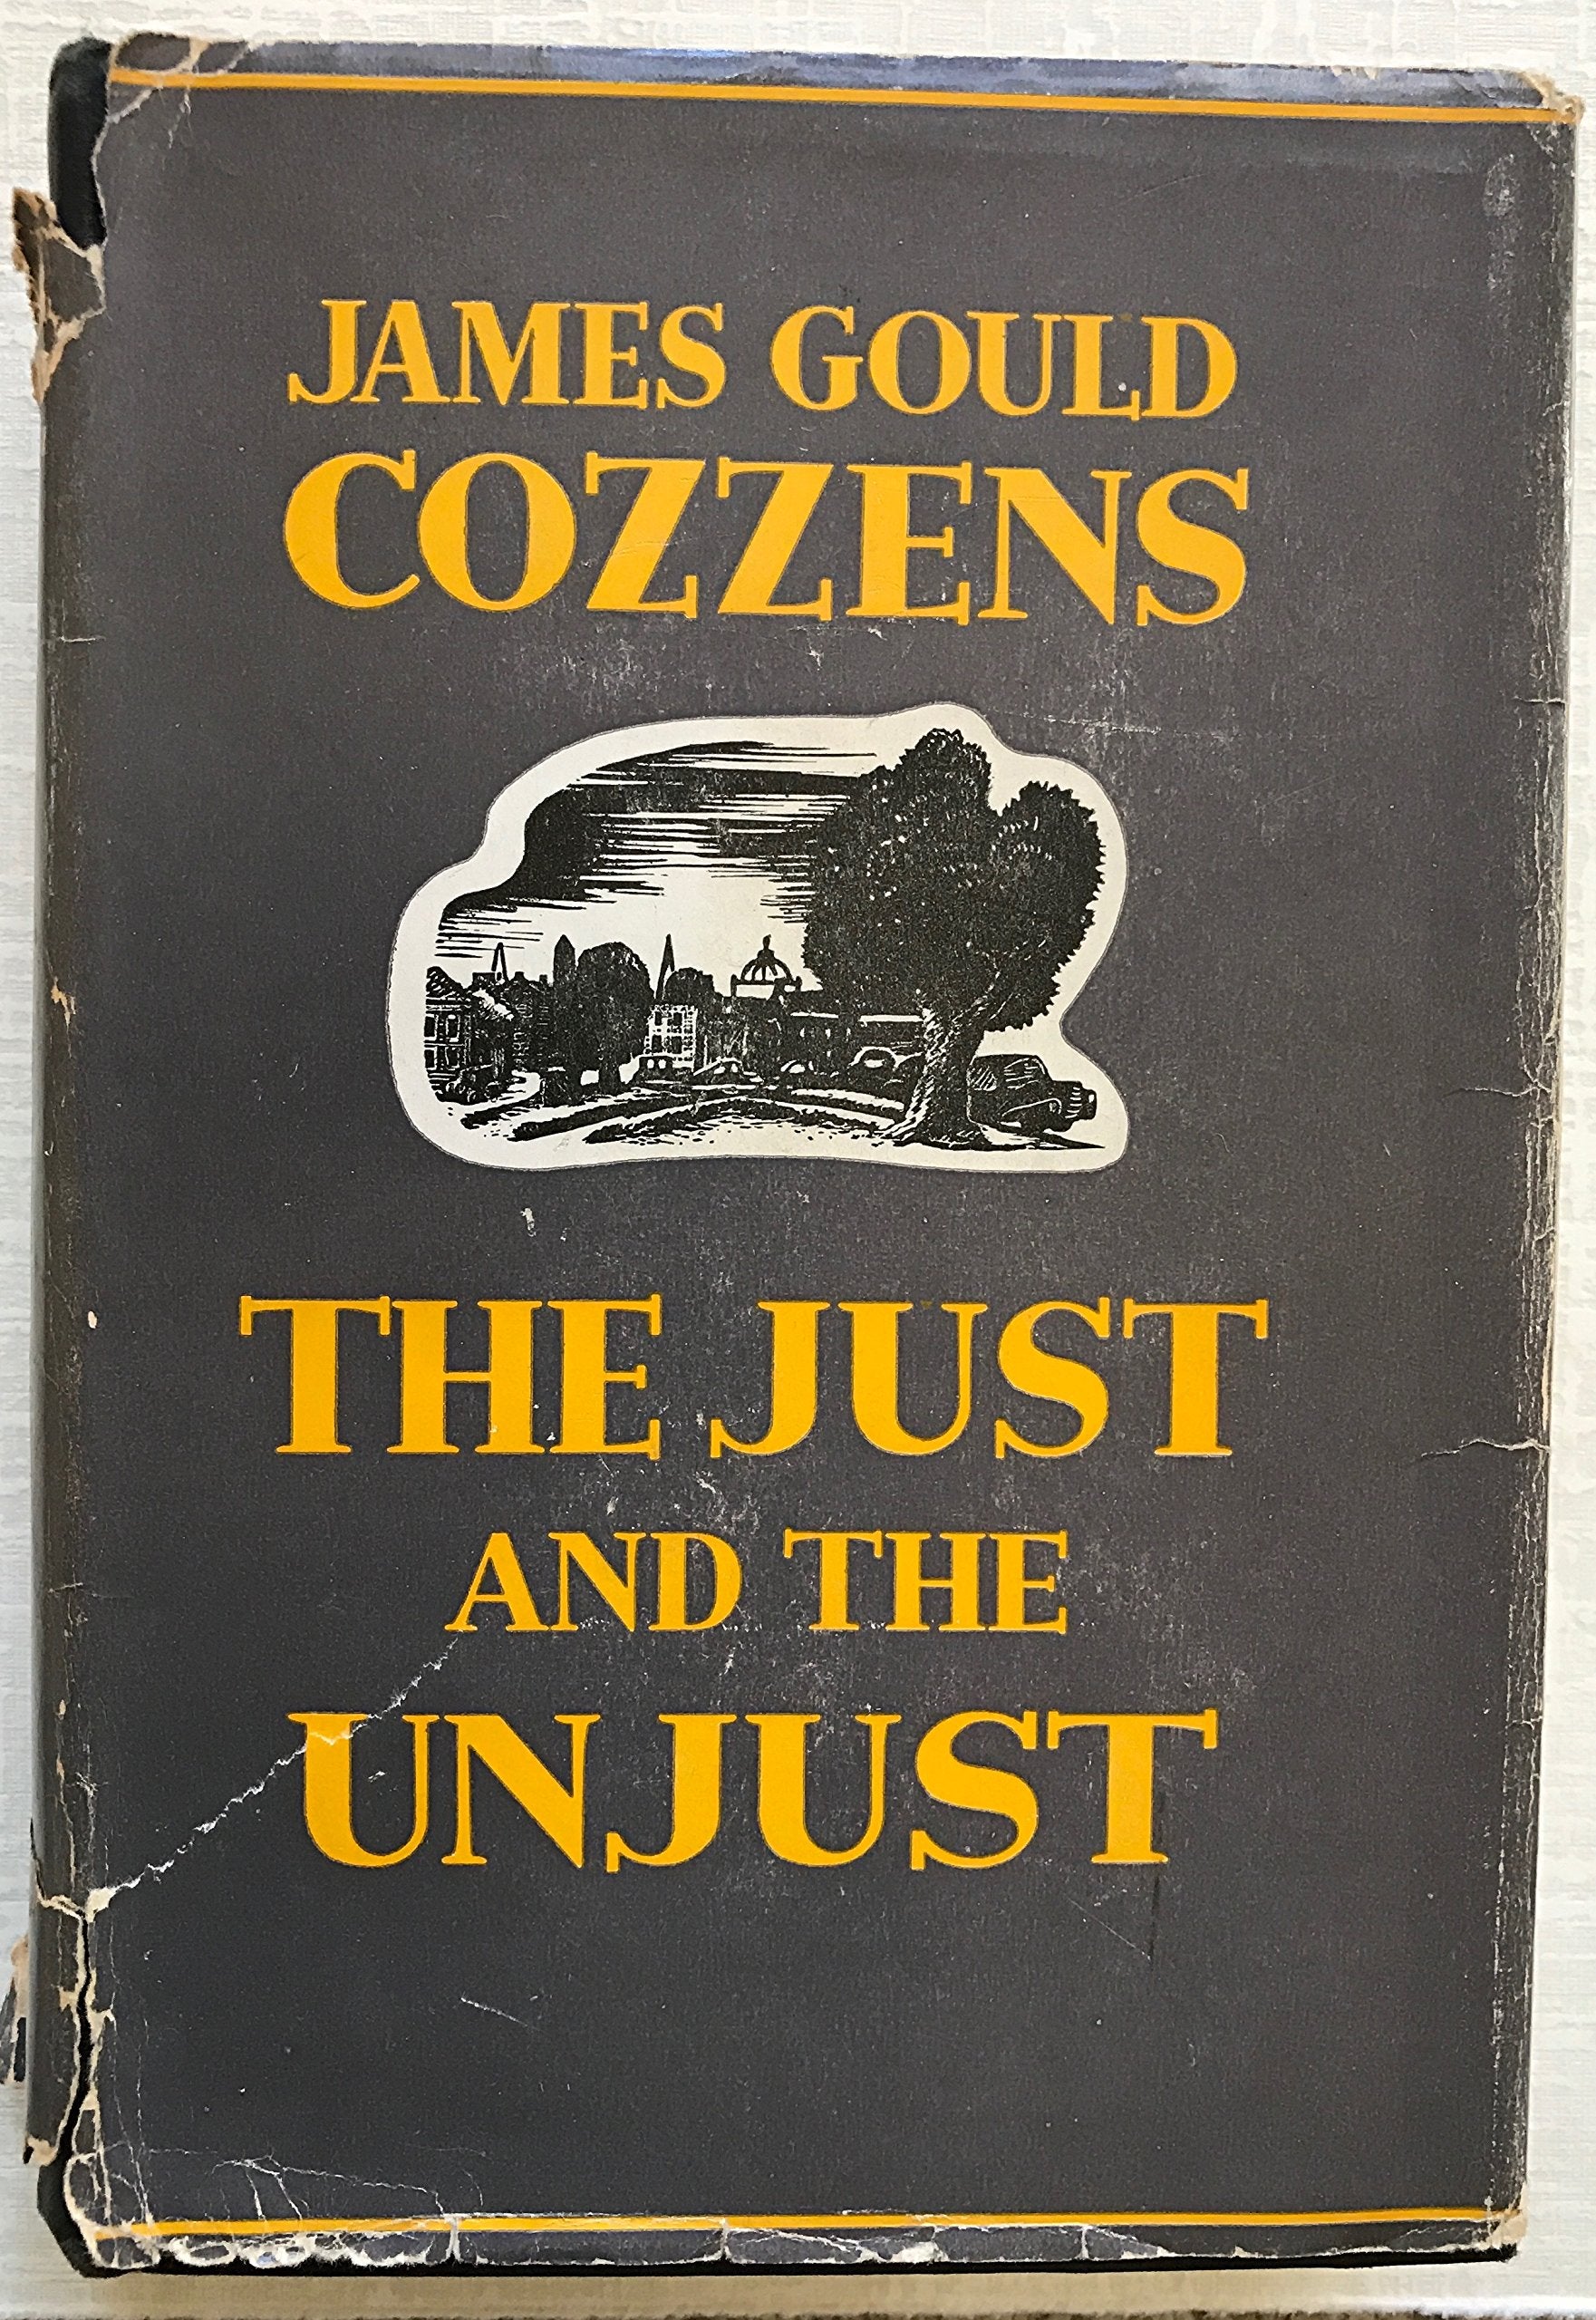 JAMES GOULD
COZZENS
THE JUST
AND THE
UNJUST